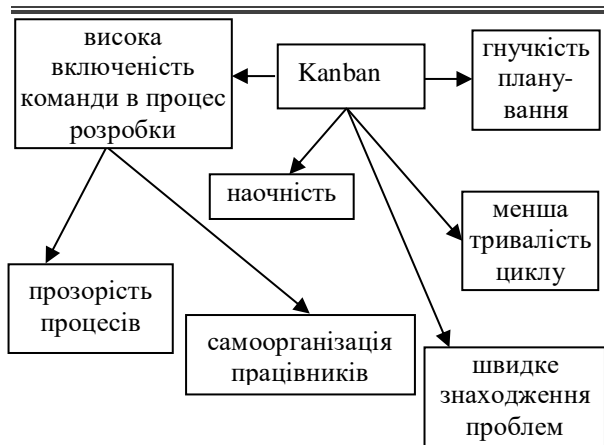 висока
включеність
команди в процес
розробки
Kanban
гнучкість
плану-
вання
наочність
менша
тривалість
циклу
прозорість
процесів
самоорганізація
працівників
швидке
знаходження
проблем